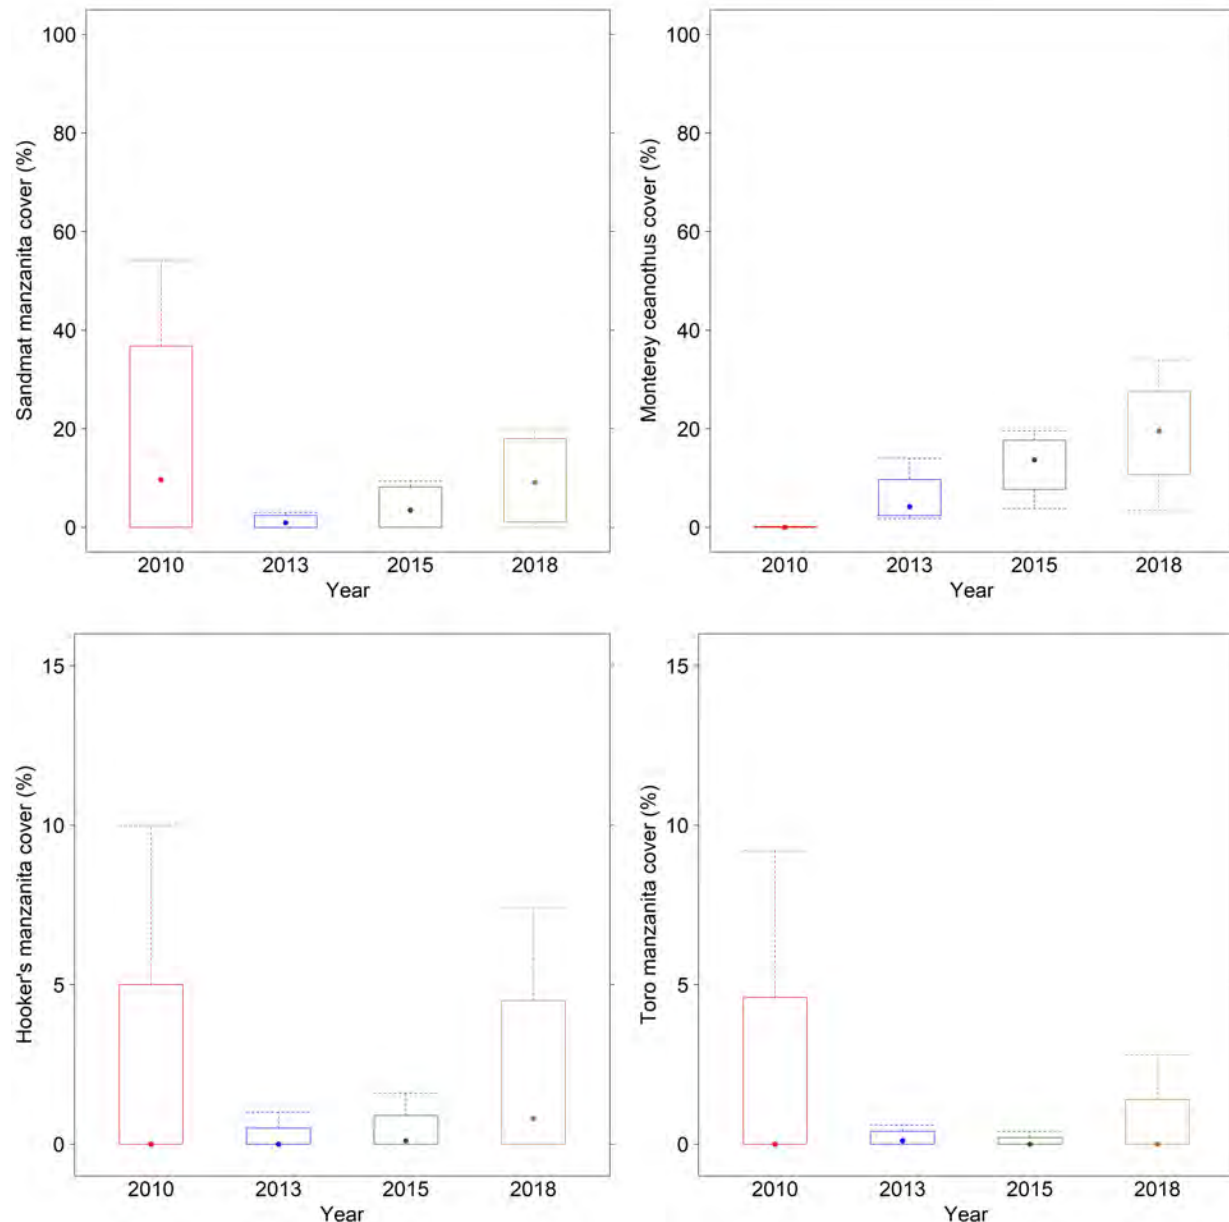 100
80
60
40
20
0
Sandmat manzanita cover (%)
2010 2013 2015 2018
Year
100
80
60
40
20
0
Monterey ceanothus cover (%)
2010 2013 2015 2018
Year
15
10
5
0
Hooker's manzanita cover (%)
2010 2013 2015 2018
Year
15
10
5
0
Toro manzanita cover (%)
2010 2013 2015 2018
Year